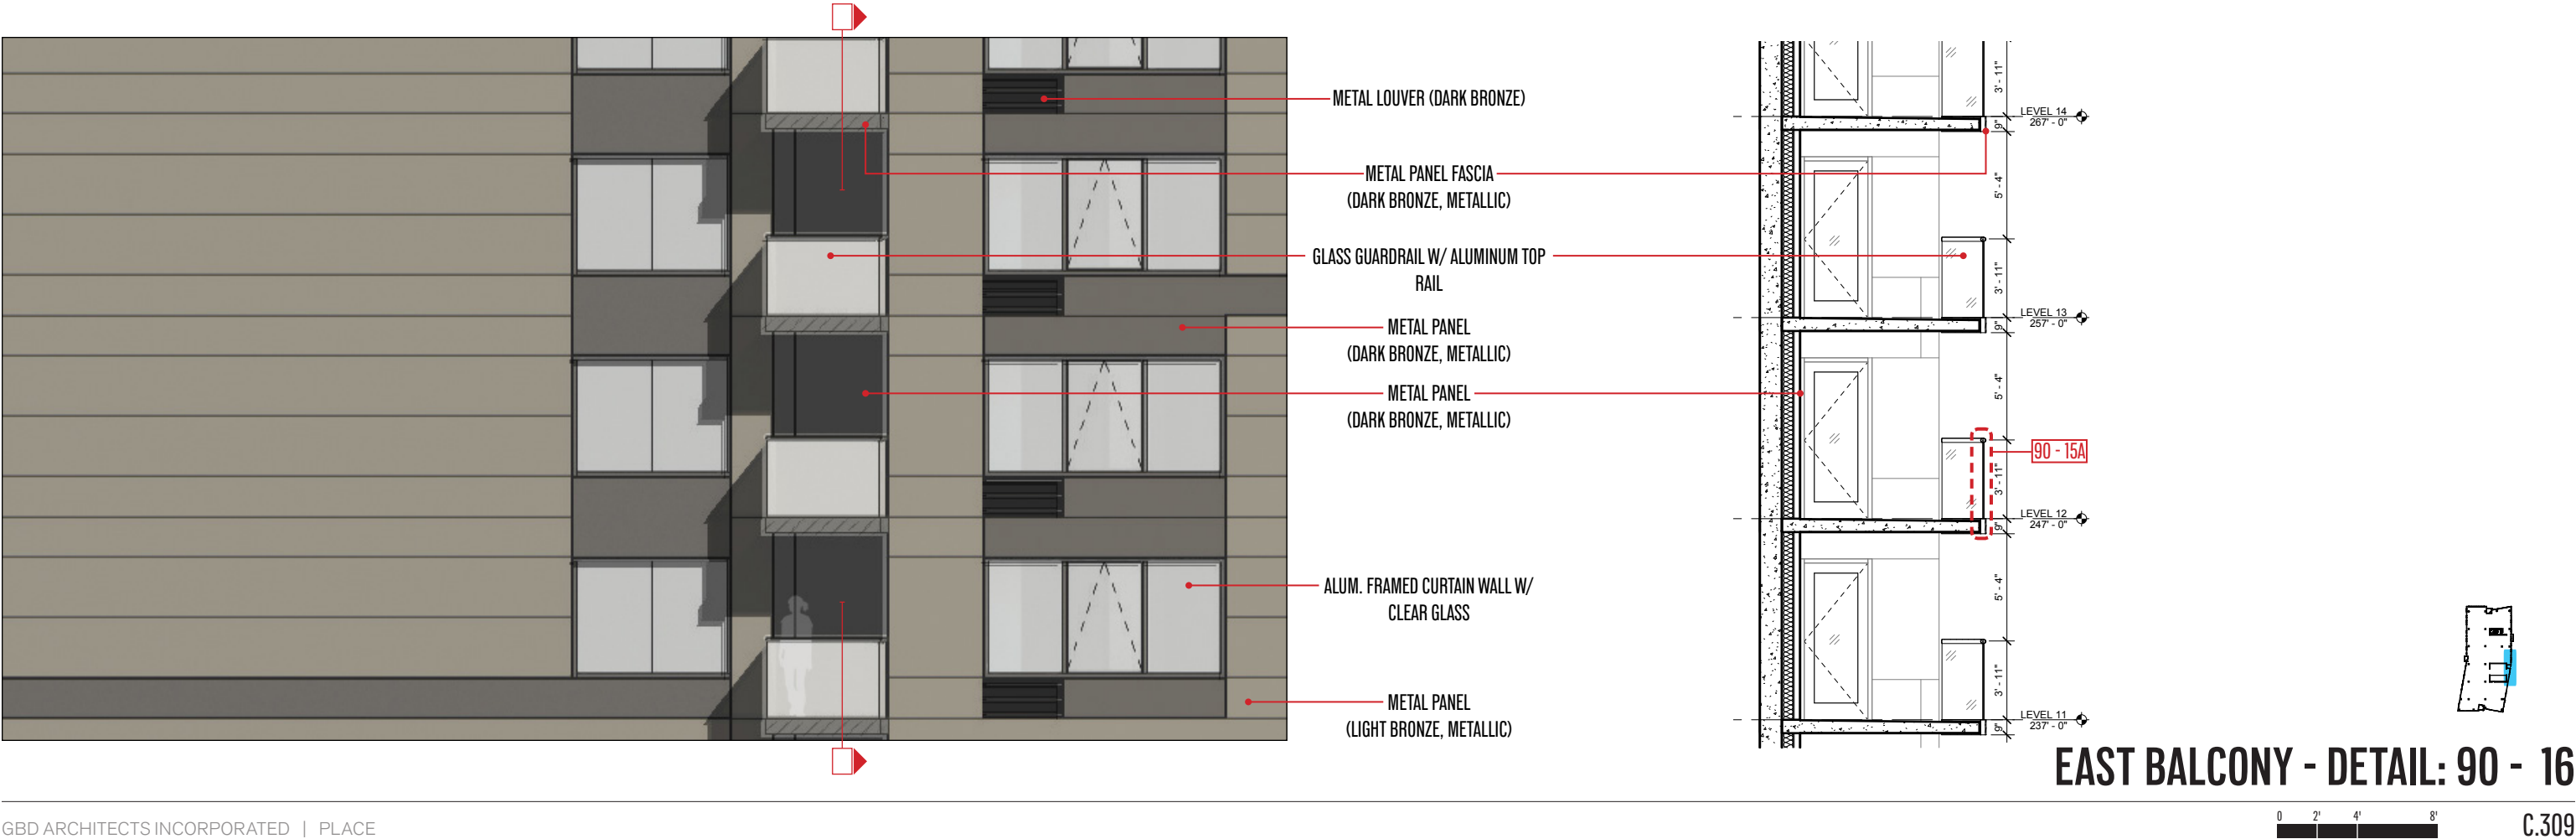 METAL LOUVER (DARK BRONZE)
METAL PANEL FASCIA
(DARK BRONZE, METALLIC)
GLASS GUARDRAIL W/ ALUMINUM TOP
RAIL
METAL PANEL
(DARK BRONZE, METALLIC)
METAL PANEL
(DARK BRONZE, METALLIC)
ALUM. FRAMED CURTAIN WALL W/
CLEAR GLASS
METAL PANEL
(LIGHT BRONZE, METALLIC)
3' - 11"
LEVEL 14
267' - 0"
9"
5' - 4"
3' - 11"
LEVEL 13
257' - 0"
9"
5' - 4"
90 - 15A
3' - 11"
LEVEL 12
247' - 0"
9"
5' - 4"
3' - 11"
LEVEL 11
237' - 0"
9"
EAST BALCONY - DETAIL: 90 - 16
GBD ARCHITECTS INCORPORATED | PLACE
0 2' 4' 8'
C.309